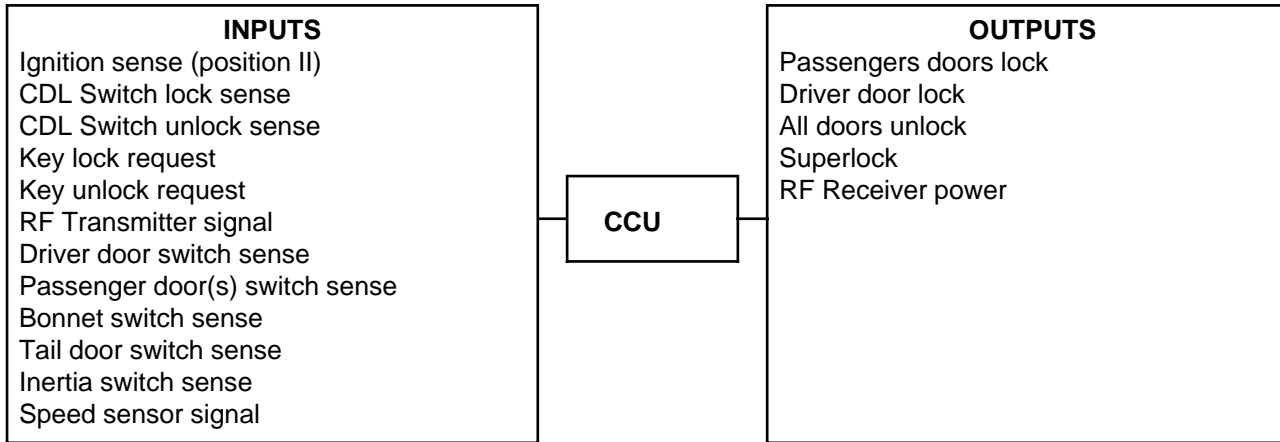 INPUTS
Ignition sense (position II)
CDL Switch lock sense
CDL Switch unlock sense
Key lock request
Key unlock request
RF Transmitter signal
Driver door switch sense
Passenger door(s) switch sense
Bonnet switch sense
Tail door switch sense
Inertia switch sense
Speed sensor signal
CCU
OUTPUTS
Passengers doors lock
Driver door lock
All doors unlock
Superlock
RF Receiver power